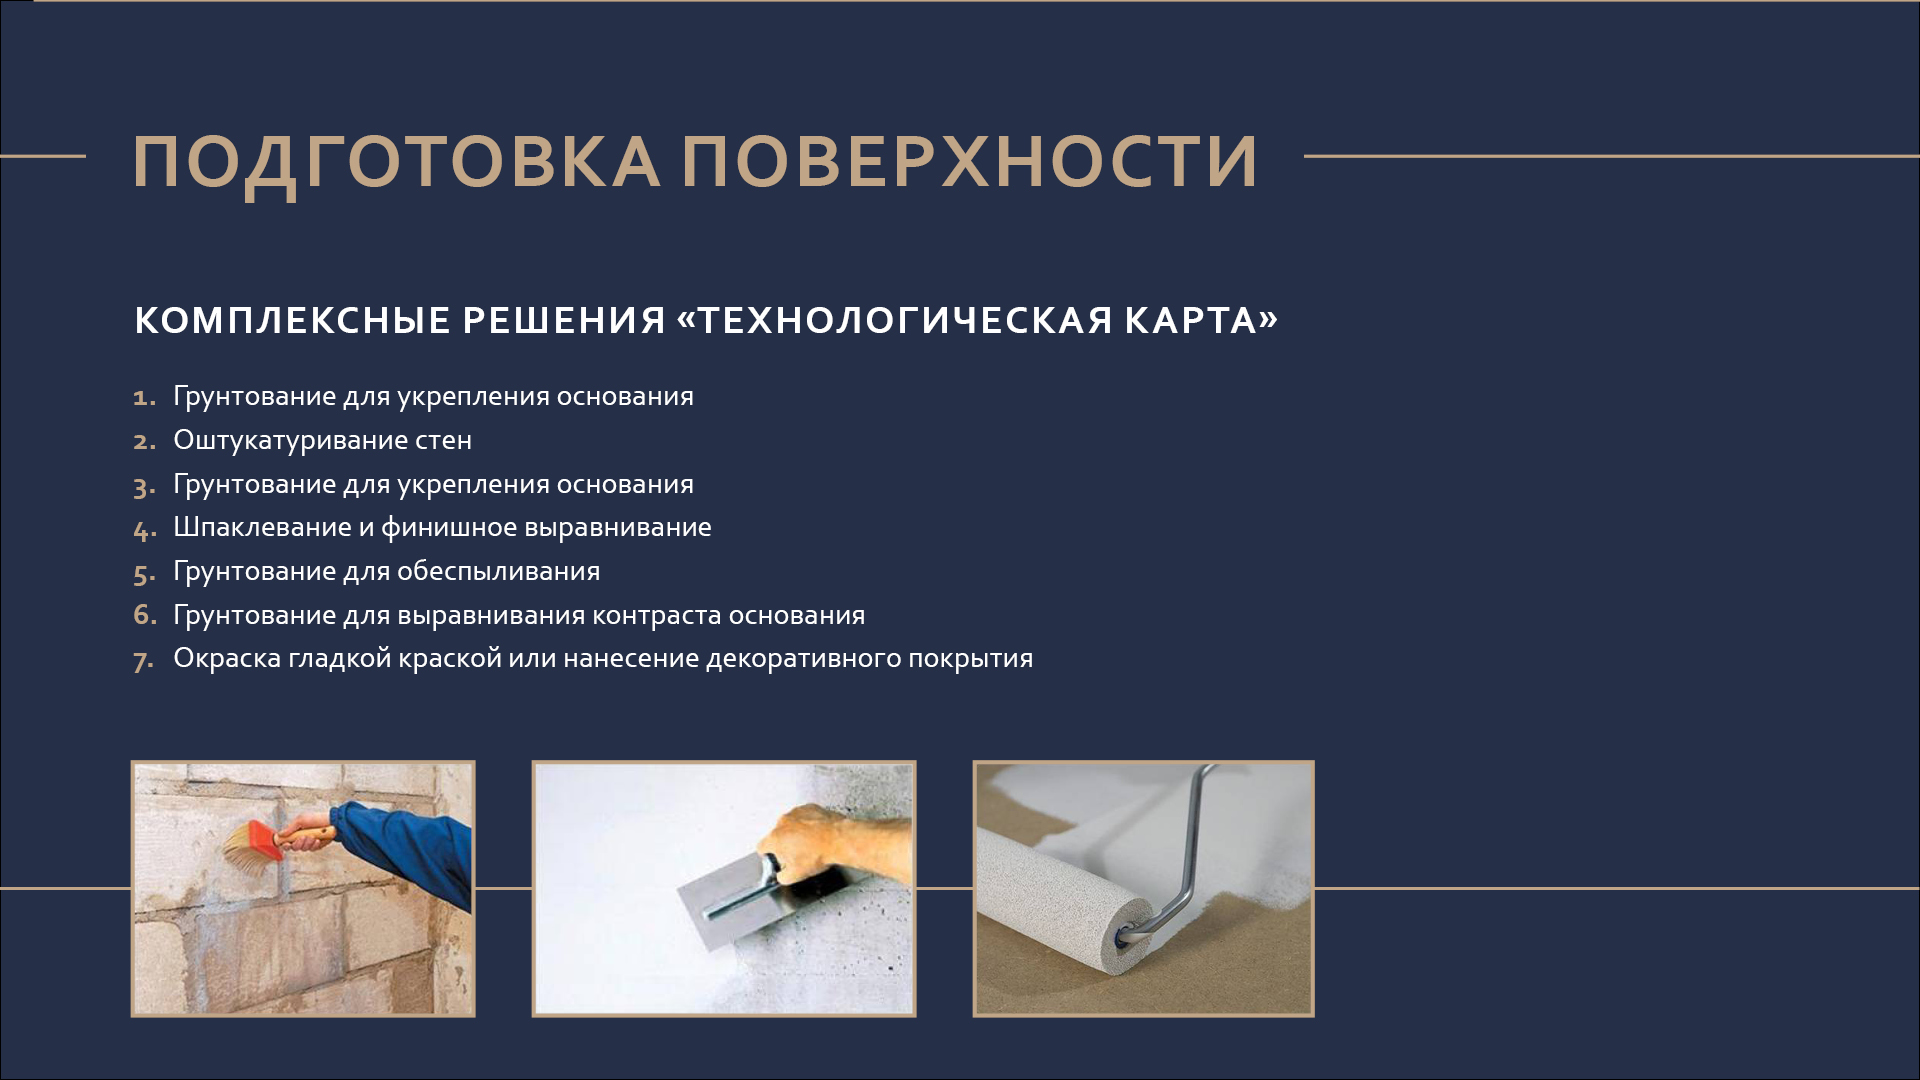 ПОДГОТОВКА ПОВЕРХНОСТИ
КОМПЛЕКСНЫЕ РЕШЕНИЯ «ТЕХНОЛОГИЧЕСКАЯ КАРТА»
1. Грунтование для укрепления основания
2. Оштукатуривание стен
3. Грунтование для укрепления основания
4. Шпаклевание и финишное выравнивание
5. Грунтование для обеспыливания
6. Грунтование для выравнивания контраста основания
7. Окраска гладкой краской или нанесение декоративного покрытия